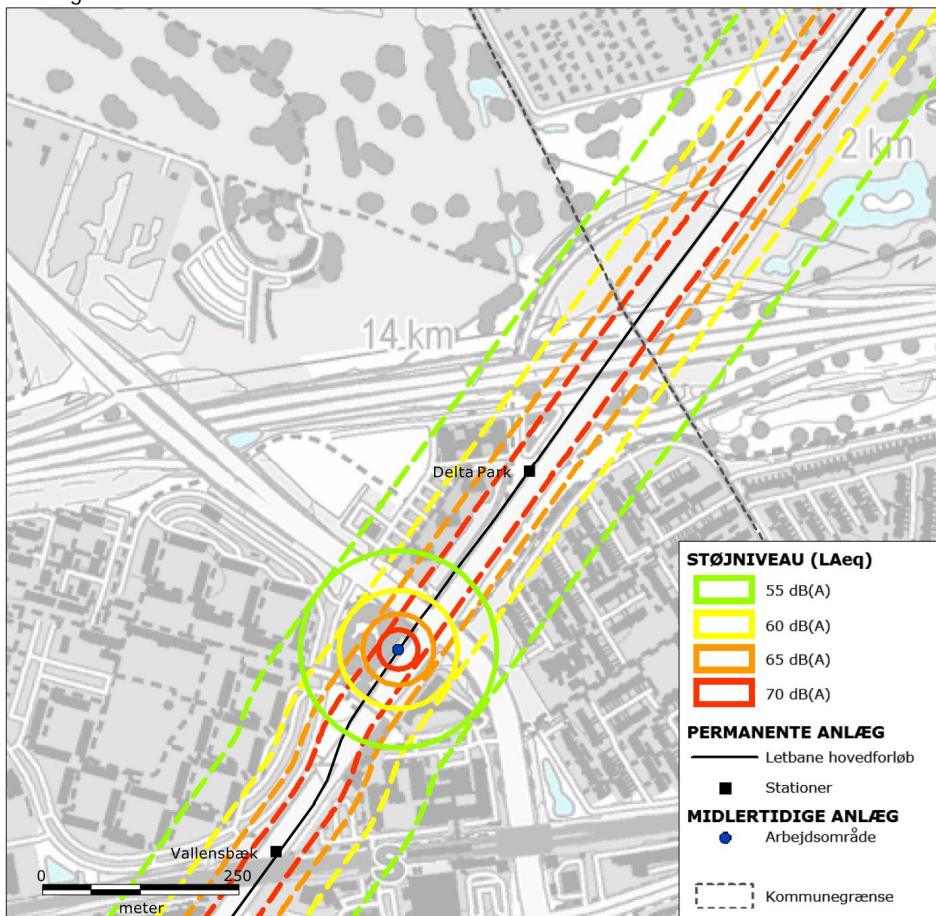 2 km
14 km
Delta Park
Vallensbæk
0 250
meter
STØJNIVEAU (LAeq)
55 dB(A)
60 dB(A)
65 dB(A)
70 dB(A)
PERMANENTE ANLÆG
Letbane hovedforløb
Stationer
MIDLERTIDIGE ANLÆG
Arbejdsområde
Kommunegrænse